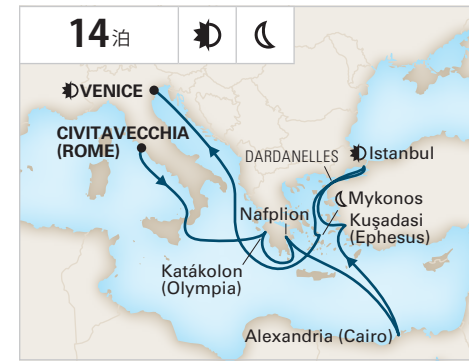 14泊
VENICE
CIVITAVECCHIA
(ROME)
DARDANELLES
Istanbul
Mykonos
Nafplion
Kuşadasi
(Ephesus)
Katákolon
(Olympia)
Alexandria (Cairo)